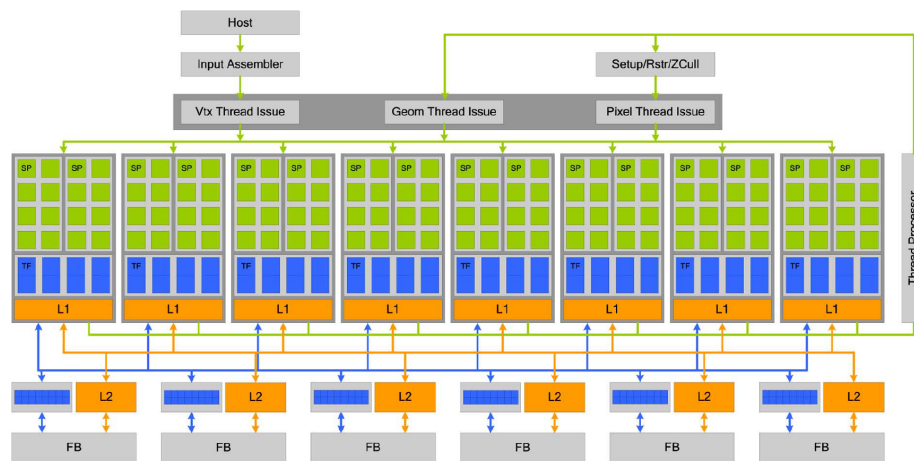 Host
Input Assembler
Setup/Rstr/ZCull
Vtx Thread Issue
Geom Thread Issue
Pixel Thread Issue
SP SP SP SP SP SP SP SP SP SP SP SP SP SP SP SP
Thread Processor
TF TF TF TF TF TF TF TF
L1 L1 L1 L1 L1 L1 L1 L1
L2 L2 L2 L2 L2 L2
FB FB FB FB FB FB